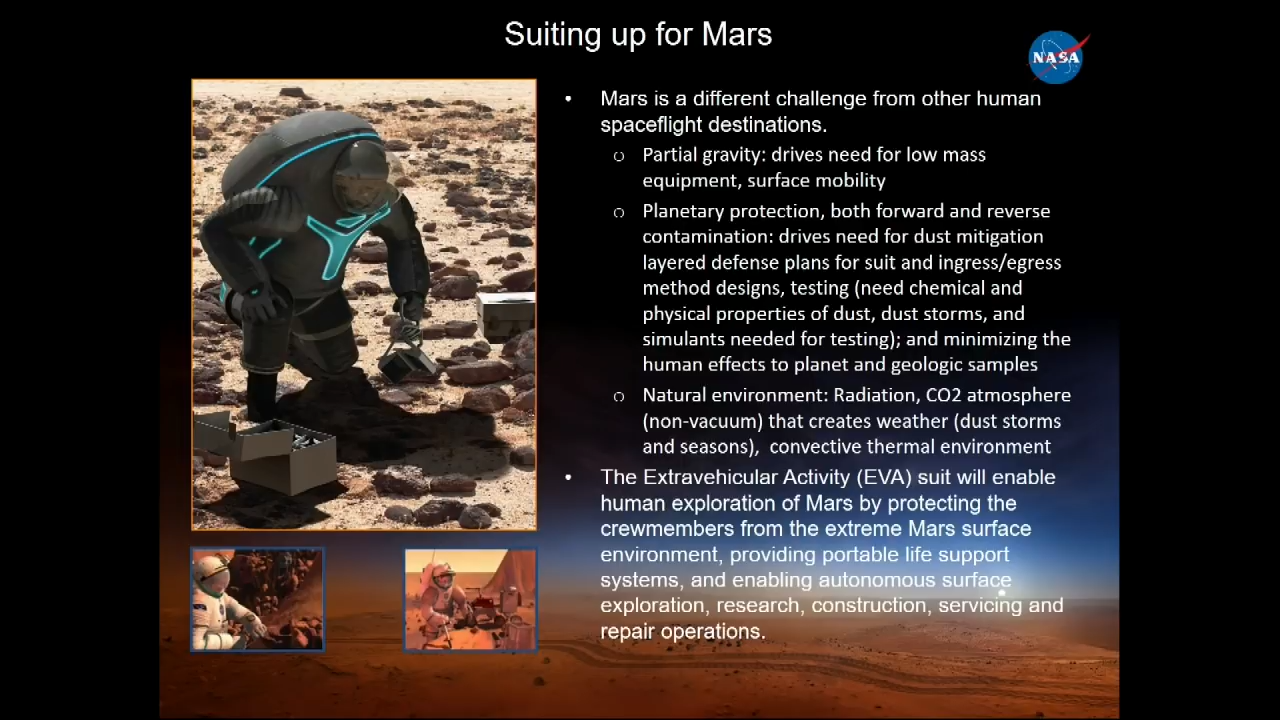 Suiting up for Mars
NASA
• Mars is a different challenge from other human
spaceflight destinations.
o Partial gravity: drives need for low mass
equipment, surface mobility
o Planetary protection, both forward and reverse
contamination: drives need for dust mitigation
layered defense plans for suit and ingress/egress
method designs, testing (need chemical and
physical properties of dust, dust storms, and
simulants needed for testing); and minimizing the
human effects to planet and geologic samples
o Natural environment: Radiation, CO2 atmosphere
(non-vacuum) that creates weather (dust storms
and seasons),  convective thermal environment
• The Extravehicular Activity (EVA) suit will enable
human exploration of Mars by protecting the
crewmembers from the extreme Mars surface
environment, providing portable life support
systems, and enabling autonomous surface
exploration, research, construction, servicing and
repair operations.